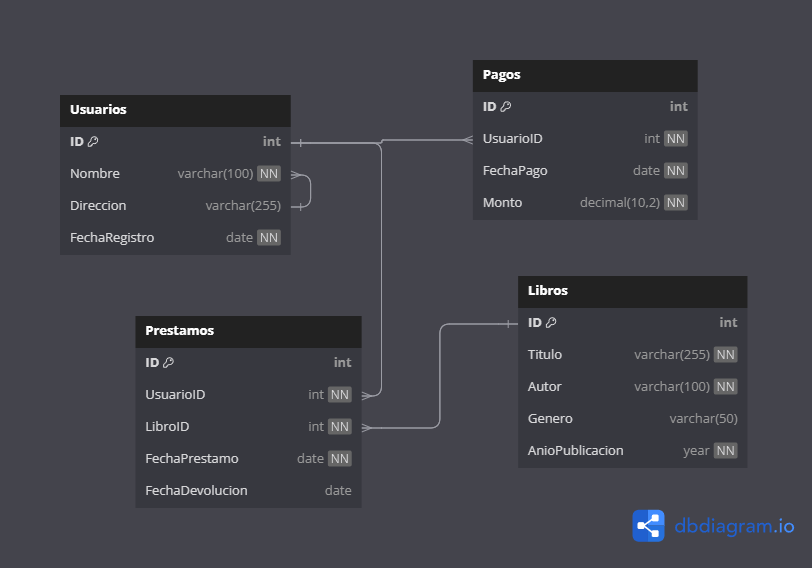 Usuarios
ID int
Nombre varchar(100) NN
Direccion varchar(255)
FechaRegistro date NN
Pagos
ID int
UsuarioID int NN
FechaPago date NN
Monto decimal(10,2) NN
Prestamos
ID int
UsuarioID int NN
LibroID int NN
FechaPrestamo date NN
FechaDevolucion date
Libros
ID int
Titulo varchar(255) NN
Autor varchar(100) NN
Genero varchar(50)
AnioPublicacion year NN
dbdiagram.io